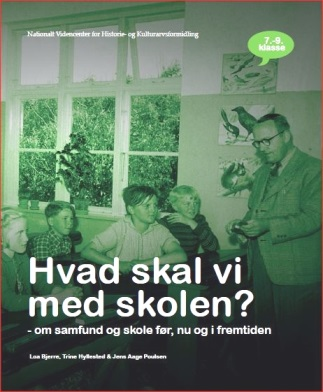 Nationalt Videncenter for Historie- og Kulturarvsformidling
7.-9.
klasse
Hvad skal vi
med skolen?
- om samfund og skole før, nu og i fremtiden
Loa Bjerre, Trine Hyllested & Jens Aage Poulsen